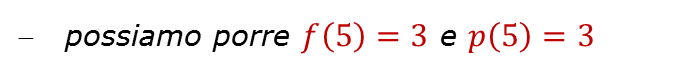 – possiamo porre f(5) = 3 e p(5) = 3